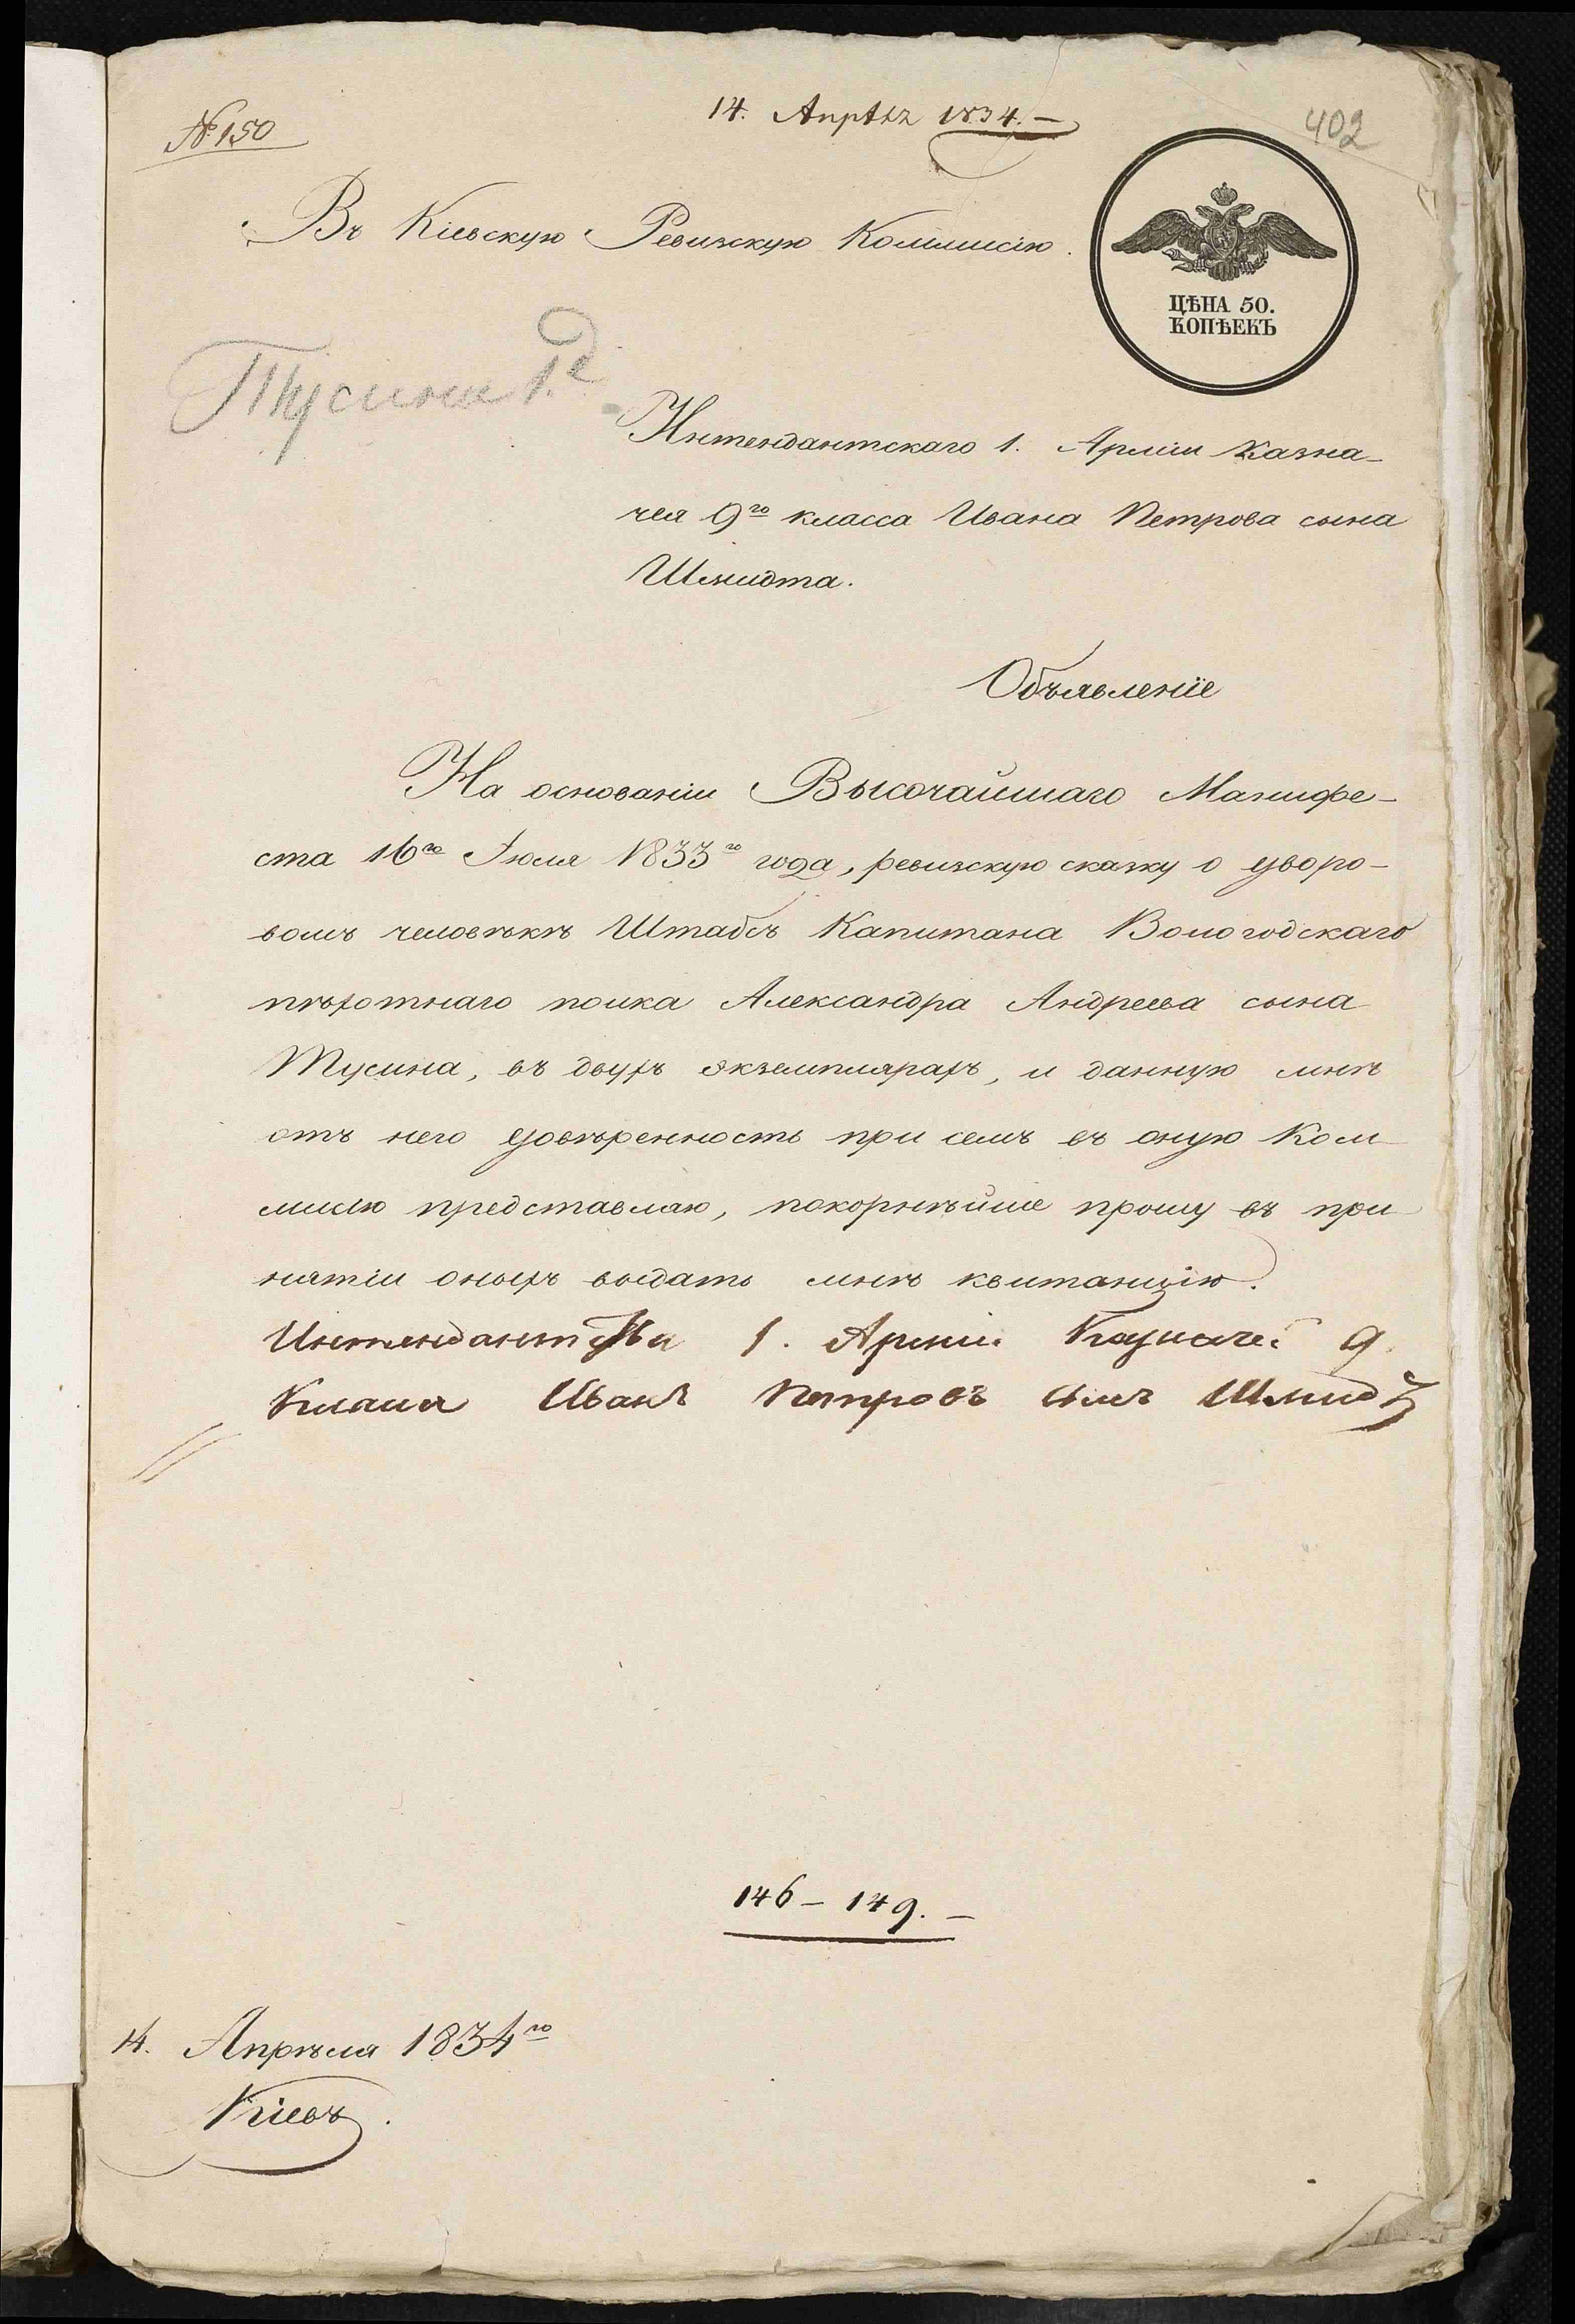 № 150
14. Апрѣля 1834. —
402
Въ Кіевскую Ревизскую Коммисію.
ЦѢНА 50.
КОПѢЕКЪ
Тусина 1.
Интендантскаго 1. Арміи Казна-
чея 9го класса Ивана Петрова сына
Шмидта.
Объявленіе
На основаніи Высочайшаго Манифе-
ста 16го Іюля 1833го года, ревизскую сказку о дворо-
вомъ человѣкѣ Штабсъ Капитана Вологодскаго
пѣхотнаго полка Александра Андреева сына
Тусина, въ двухъ экземплярахъ, и данную мнѣ
отъ него довѣренность при семъ въ оную Ком
мисію представляю, покорнѣйше прошу въ при
нятіи оныхъ выдать мнѣ квитанцію.
Интендантства 1. Арміи Казначей 9.
Класса Иванъ Петровъ сынъ Шмидтъ
146 – 149. —
14. Апрѣля 1834го
Кіевъ.